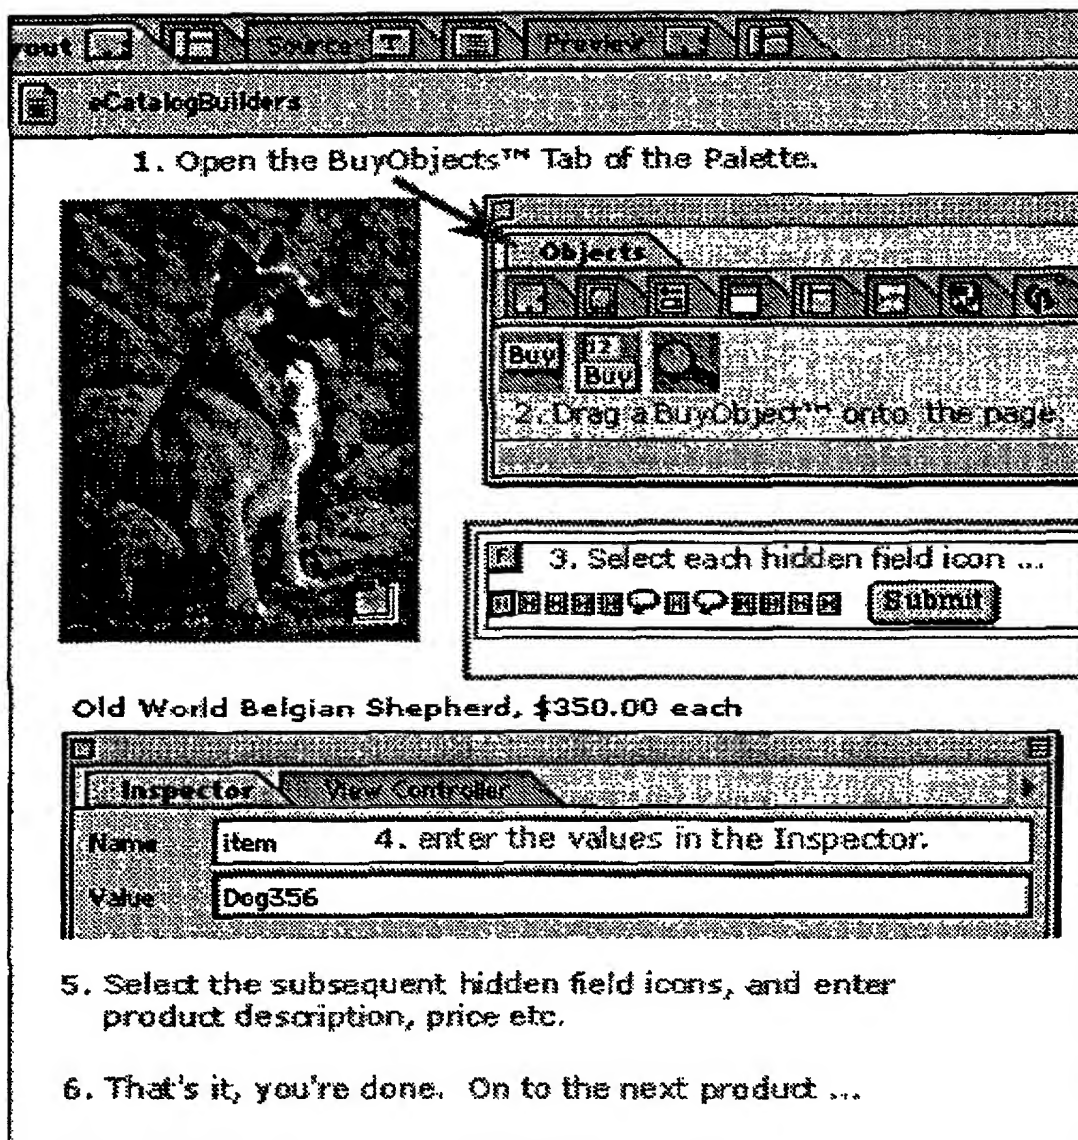 yout Source T Preview
eCatalogBuilders
1. Open the BuyObjects™ Tab of the Palette.
Objects
Buy 12 Buy
2. Drag a BuyObject™ onto the page.
F 3. Select each hidden field icon ...
Submit
Old World Belgian Shepherd, $350.00 each
Inspector View Controller
Name item 4. enter the values in the Inspector.
Value Dog356
5. Select the subsequent hidden field icons, and enter
product description, price etc.
6. That's it, you're done. On to the next product ...